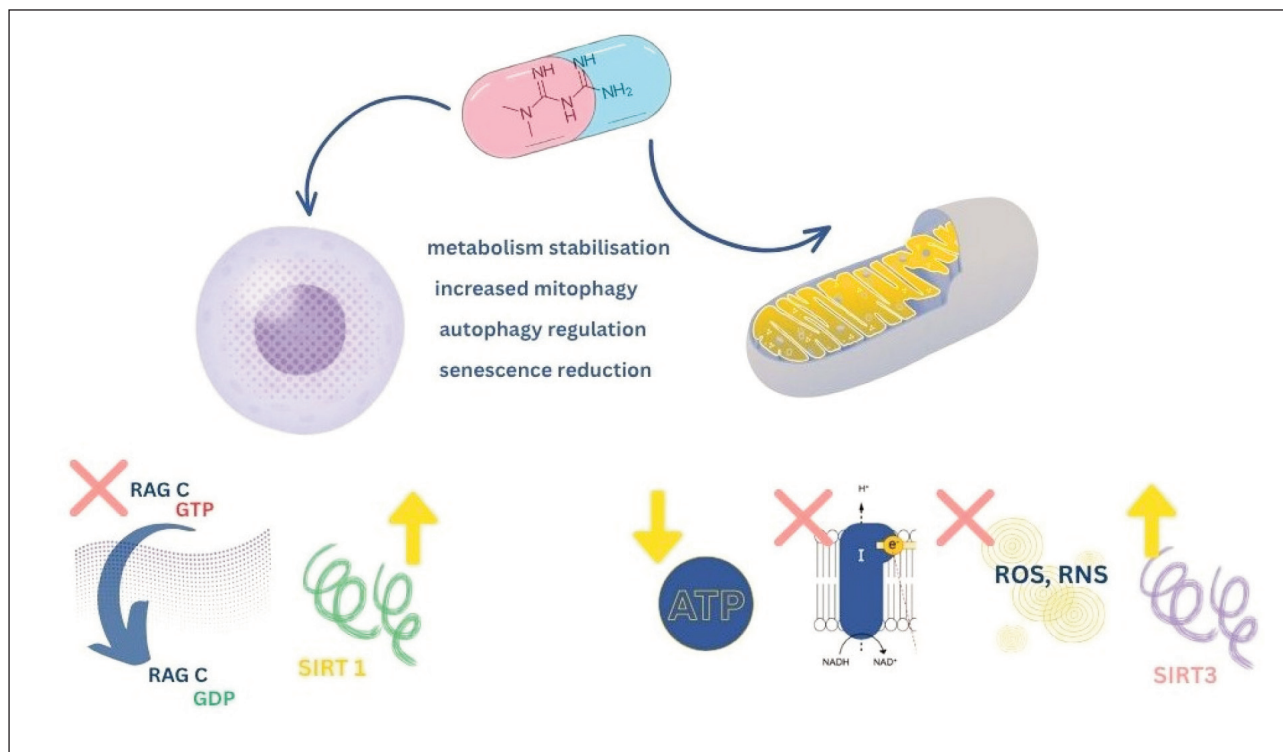 NH
NH
N
N
H
NH₂
metabolism stabilisation
increased mitophagy
autophagy regulation
senescence reduction
RAG C
GTP
RAG C
GDP
SIRT 1
ATP
H⁺
I
e⁻
NADH
NAD⁺
ROS, RNS
SIRT3